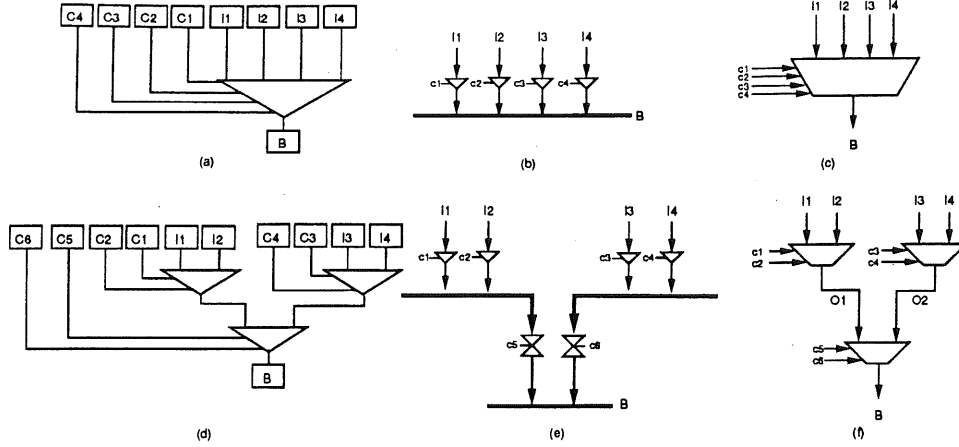 C4 C3 C2 C1 I1 I2 I3 I4
B
(a)
I1 I2 I3 I4
c1 c2 c3 c4
B
(b)
I1 I2 I3 I4
c1
c2
c3
c4
B
(c)
C6 C5 C2 C1 I1 I2 C4 C3 I3 I4
B
(d)
I1 I2 I3 I4
c1 c2 c3 c4
c5 c6
B
(e)
I1 I2 I3 I4
c1 c3
c2 c4
O1 O2
c5
c6
B
(f)